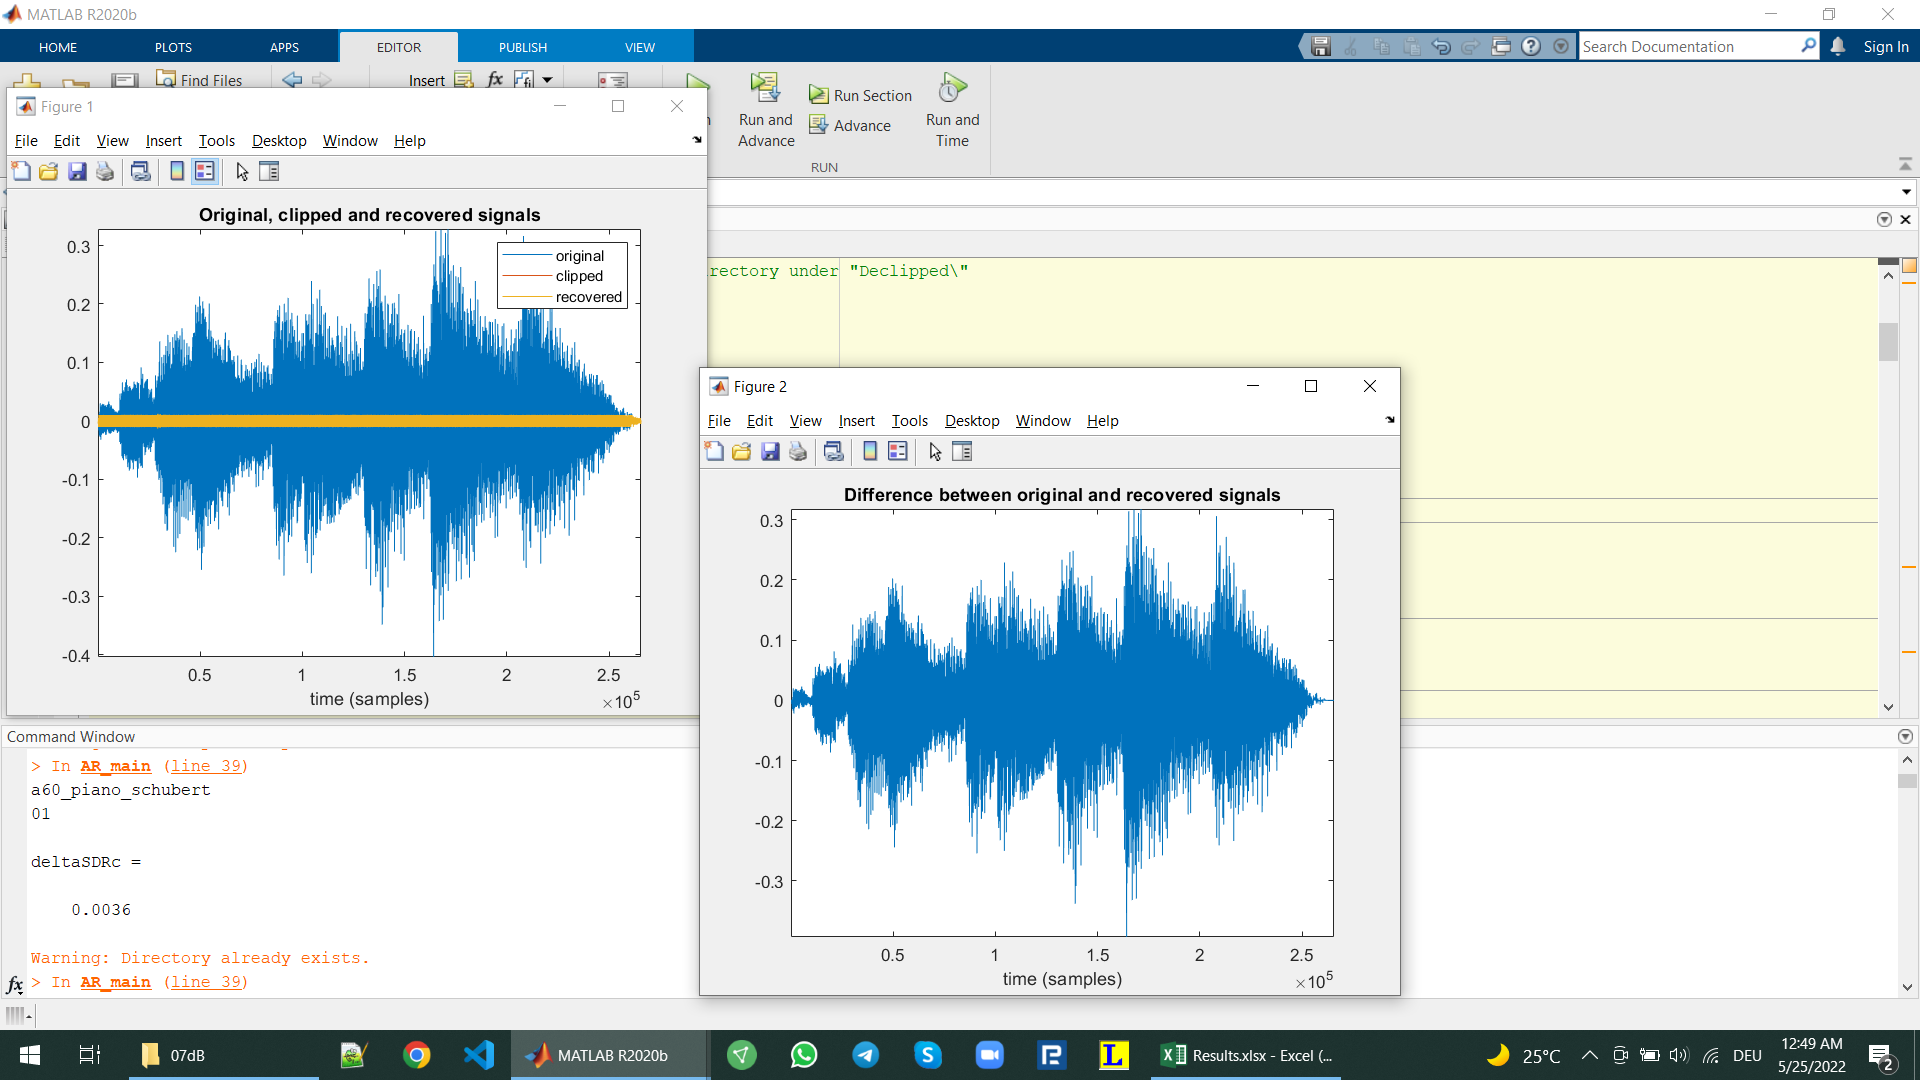 MATLAB R2020b
HOME PLOTS APPS EDITOR PUBLISH VIEW
Search Documentation
Sign In
Find Files
Insert
fx
Run and Advance
Run Section
Advance
Run and Time
RUN
Figure 1
File Edit View Insert Tools Desktop Window Help
Original, clipped and recovered signals
original
clipped
recovered
0.3
0.2
0.1
0
-0.1
-0.2
-0.3
-0.4
0.5 1 1.5 2 2.5
time (samples)
×10^5
rectory under "Declipped\"
Figure 2
File Edit View Insert Tools Desktop Window Help
Difference between original and recovered signals
0.3
0.2
0.1
0
-0.1
-0.2
-0.3
0.5 1 1.5 2 2.5
time (samples)
×10^5
Command Window
> In AR_main (line 39)
a60_piano_schubert
01
deltaSDRc =
0.0036
Warning: Directory already exists.
fx > In AR_main (line 39)
07dB
MATLAB R2020b
Results.xlsx - Excel (...
25°C
DEU
12:49 AM
5/25/2022
2